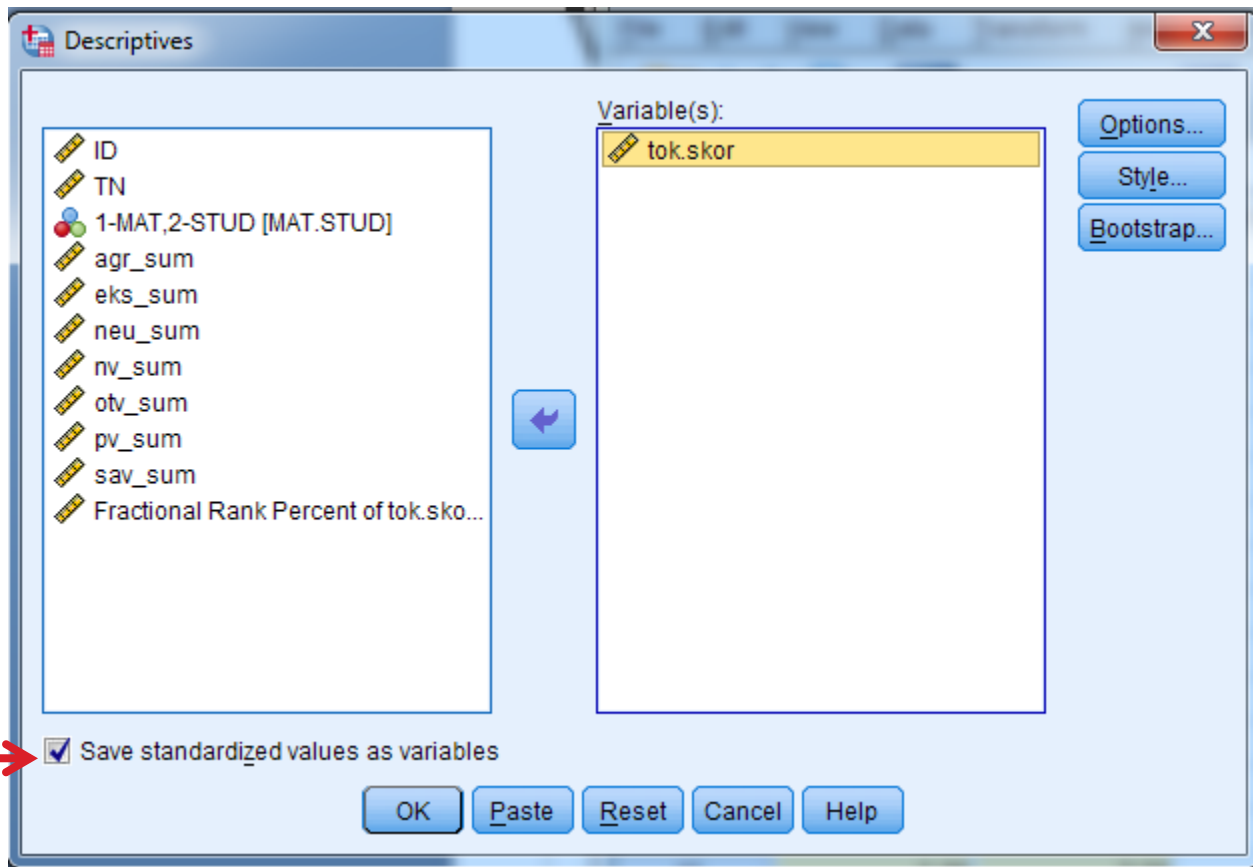 Descriptives
ID
TN
1-MAT,2-STUD [MAT.STUD]
agr_sum
eks_sum
neu_sum
nv_sum
otv_sum
pv_sum
sav_sum
Fractional Rank Percent of tok.sko...
Variable(s):
tok.skor
Options...
Style...
Bootstrap...
Save standardized values as variables
OK Paste Reset Cancel Help